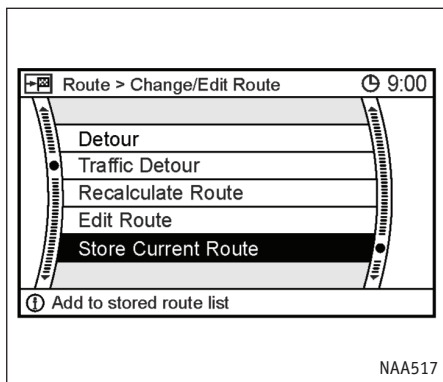 Route > Change/Edit Route 9:00
Detour
Traffic Detour
Recalculate Route
Edit Route
Store Current Route
Add to stored route list
NAA517